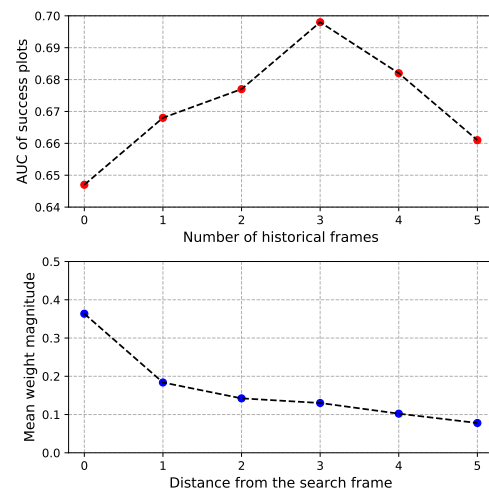 0.70
0.69
0.68
0.67
0.66
0.65
0.64
AUC of success plots
0 1 2 3 4 5
Number of historical frames
0.5
0.4
0.3
0.2
0.1
0.0
Mean weight magnitude
0 1 2 3 4 5
Distance from the search frame